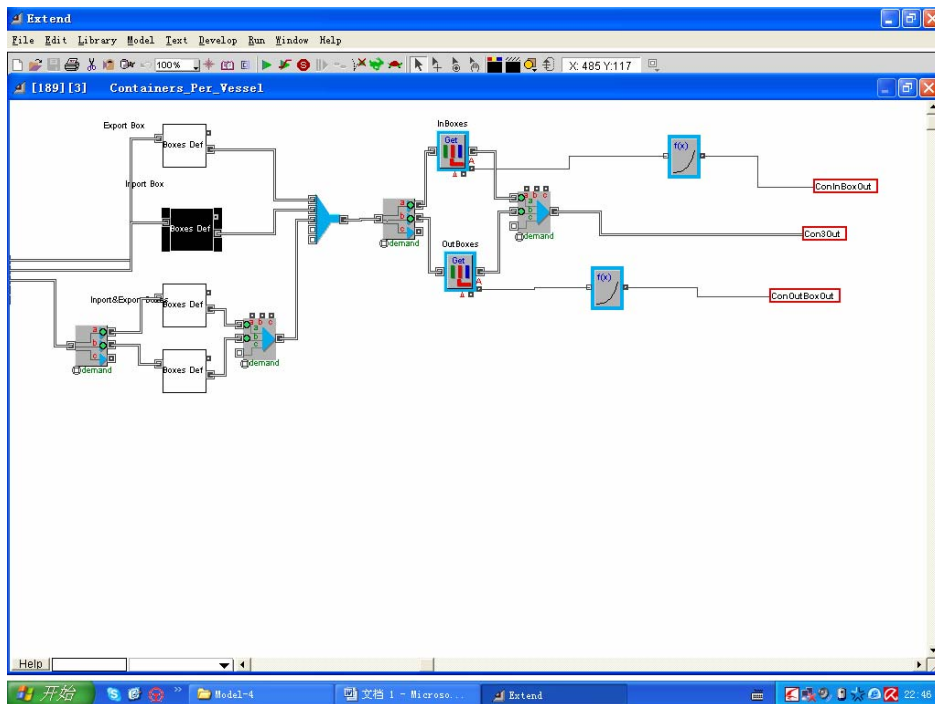 Extend
File Edit Library Model Text Develop Run Window Help
100% X: 485 Y:117
[189][3] Containers_Per_Vessel
Export Box
Boxes Def
InBoxes
Get
A
A
f(x)
ConInBoxOut
Inport Box
Boxes Def
a
b
c
demand
a b c
a
b
c
demand
Con3Out
OutBoxes
Get
A
A
f(x)
ConOutBoxOut
Inport&Export Boxes
Boxes Def
a
b
c
demand
a b c
a
b
c
demand
Boxes Def
Help
开始
Model-4
文档 1 - Microso...
Extend
22:46